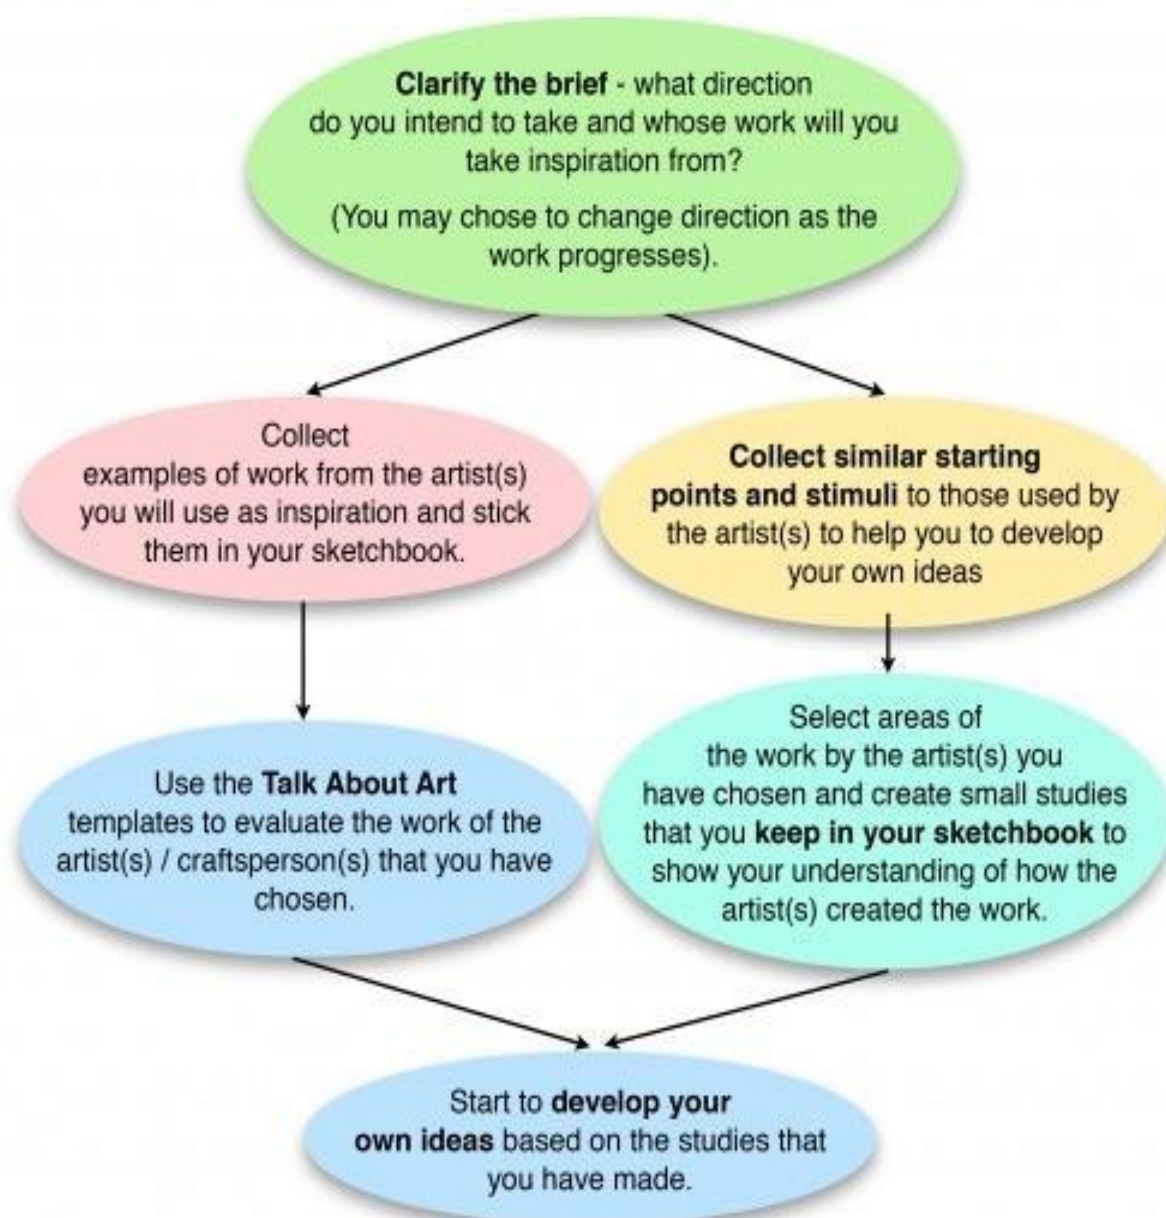 Clarify the brief - what direction
do you intend to take and whose work will you
take inspiration from?
(You may chose to change direction as the
work progresses).
Collect
examples of work from the artist(s)
you will use as inspiration and stick
them in your sketchbook.
Collect similar starting
points and stimuli to those used by
the artist(s) to help you to develop
your own ideas
Use the Talk About Art
templates to evaluate the work of the
artist(s) / craftsperson(s) that you have
chosen.
Select areas of
the work by the artist(s) you
have chosen and create small studies
that you keep in your sketchbook to
show your understanding of how the
artist(s) created the work.
Start to develop your
own ideas based on the studies that
you have made.